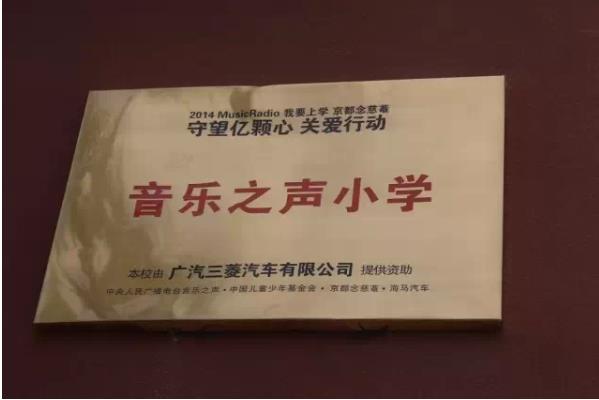 2014 MusicRadio 我要上学 京都念慈菴
守望亿颗心 关爱行动
音乐之声小学
本校由 广汽三菱汽车有限公司 提供资助
中央人民广播电台音乐之声·中国儿童少年基金会·京都念慈菴·海马汽车